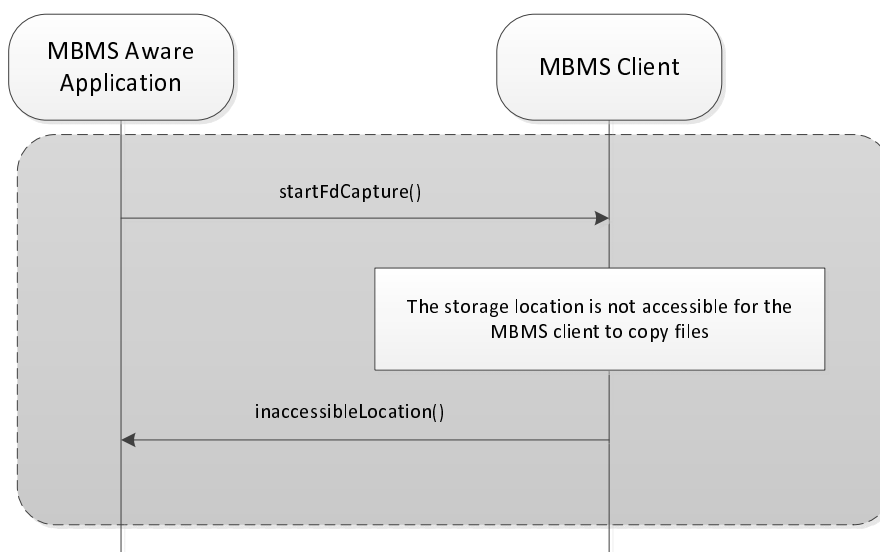 MBMS Aware
Application
MBMS Client
startFdCapture()
The storage location is not accessible for the
MBMS client to copy files
inaccessibleLocation()